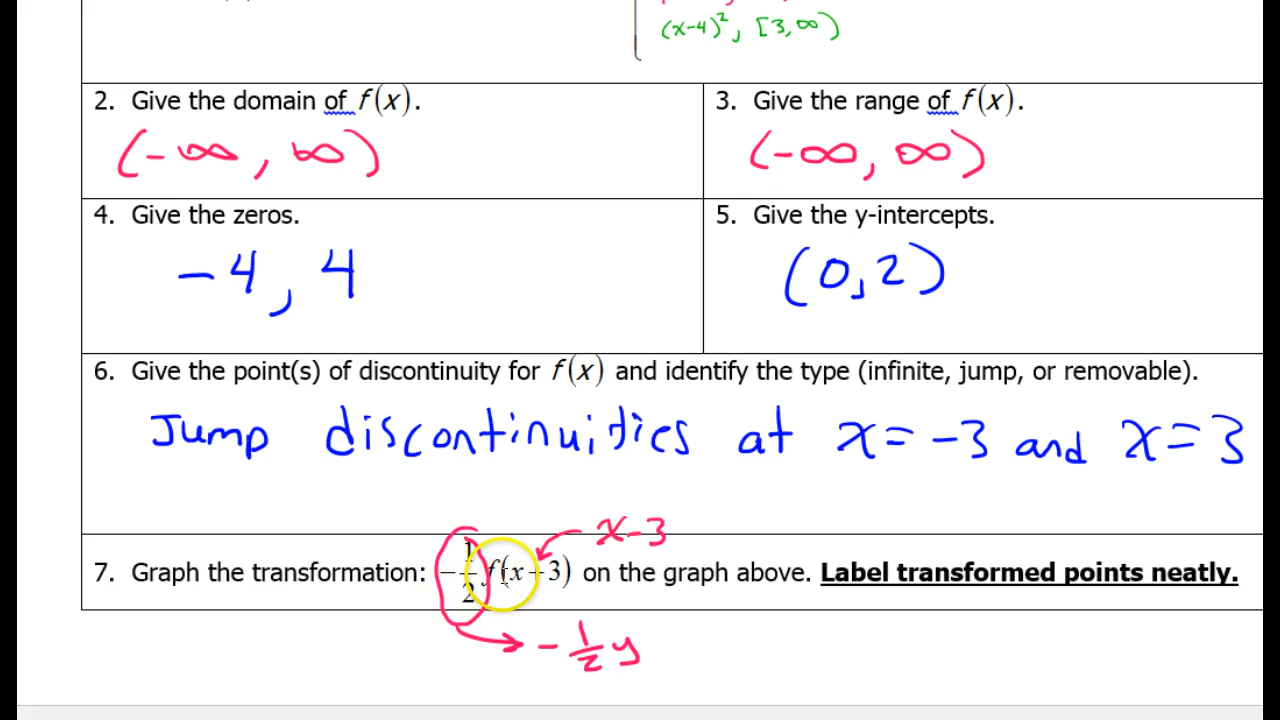 (x-4)², [3,∞)
2. Give the domain of f(x).
(-∞, ∞)
3. Give the range of f(x).
(-∞, ∞)
4. Give the zeros.
-4, 4
5. Give the y-intercepts.
(0,2)
6. Give the point(s) of discontinuity for f(x) and identify the type (infinite, jump, or removable).
Jump discontinuities at x=-3 and x=3
x-3
7. Graph the transformation: -1/2 f(x+3) on the graph above. Label transformed points neatly.
-1/2 y